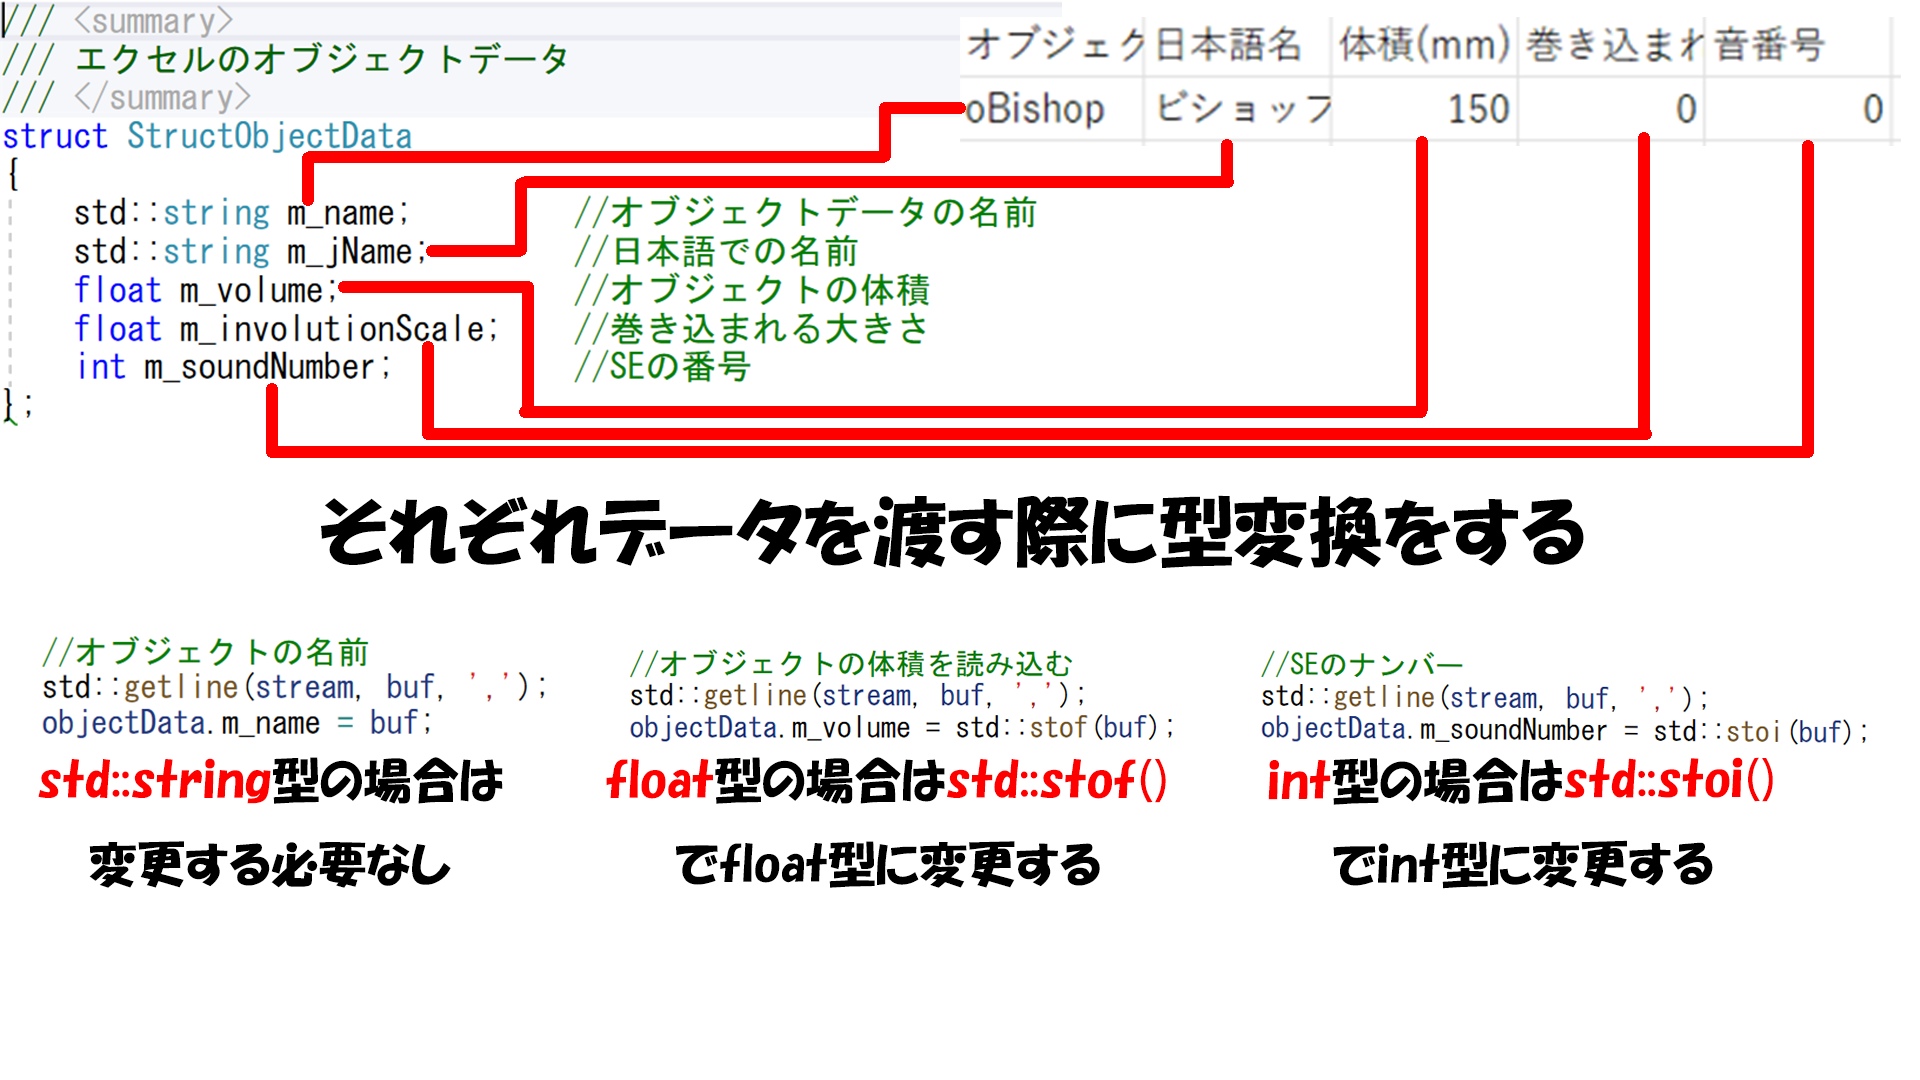 /// <summary>
/// エクセルのオブジェクトデータ
/// </summary>
struct StructObjectData
{
std::string m_name; //オブジェクトデータの名前
std::string m_jName; //日本語での名前
float m_volume; //オブジェクトの体積
float m_involutionScale; //巻き込まれる大きさ
int m_soundNumber; //SEの番号
};
オブジェク 日本語名 体積(mm) 巻き込まれ 音番号
oBishop ビショップ 150 0 0
それぞれデータを渡す際に型変換をする
//オブジェクトの名前
std::getline(stream, buf, ',');
objectData.m_name = buf;
std::string型の場合は
変更する必要なし
//オブジェクトの体積を読み込む
std::getline(stream, buf, ',');
objectData.m_volume = std::stof(buf);
float型の場合はstd::stof()
でfloat型に変更する
//SEのナンバー
std::getline(stream, buf, ',');
objectData.m_soundNumber = std::stoi(buf);
int型の場合はstd::stoi()
でint型に変更する